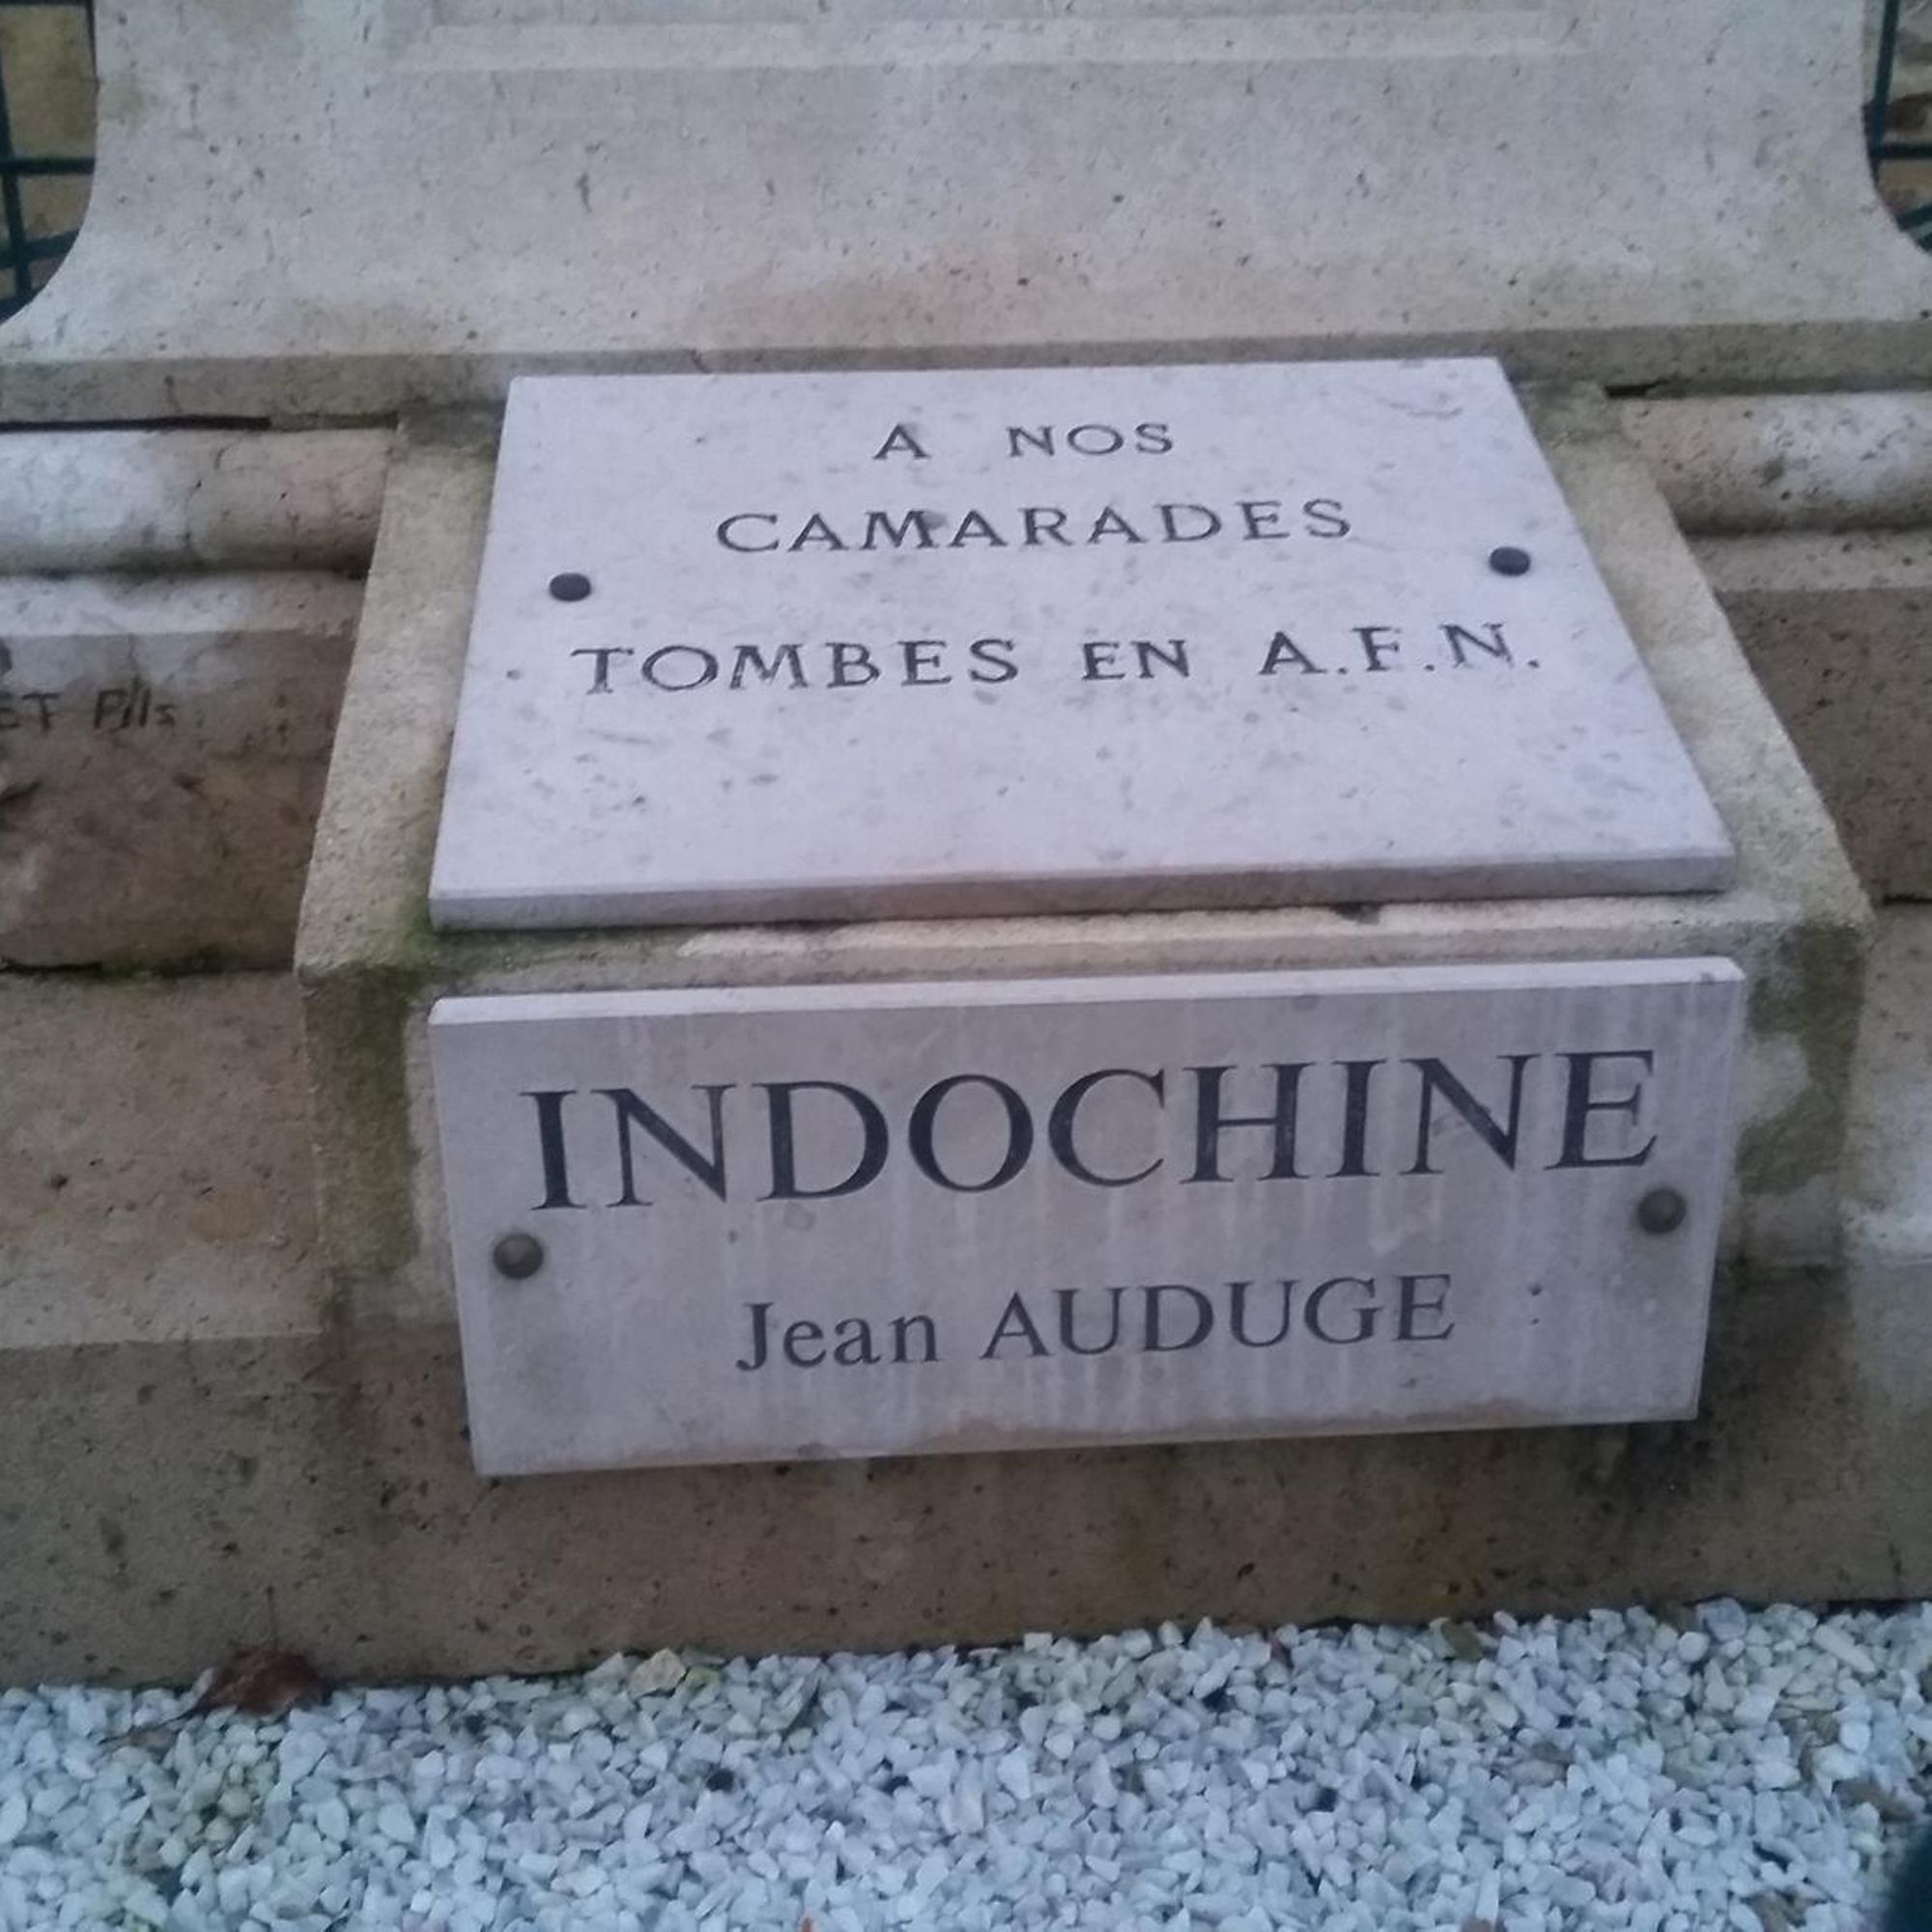 A NOS
CAMARADES
TOMBES EN A.F.N.
INDOCHINE
Jean AUDUGE